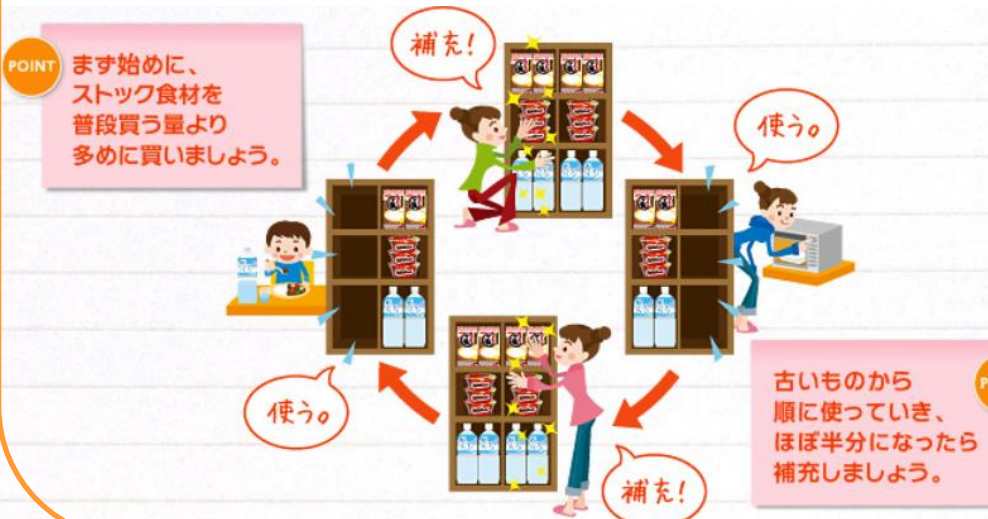 POINT
まず始めに、
ストック食材を
普段買う量より
多めに買いましょう。
補充!
使う。
使う。
補充!
古いものから
順に使っていき、
ほぼ半分になったら
補充しましょう。